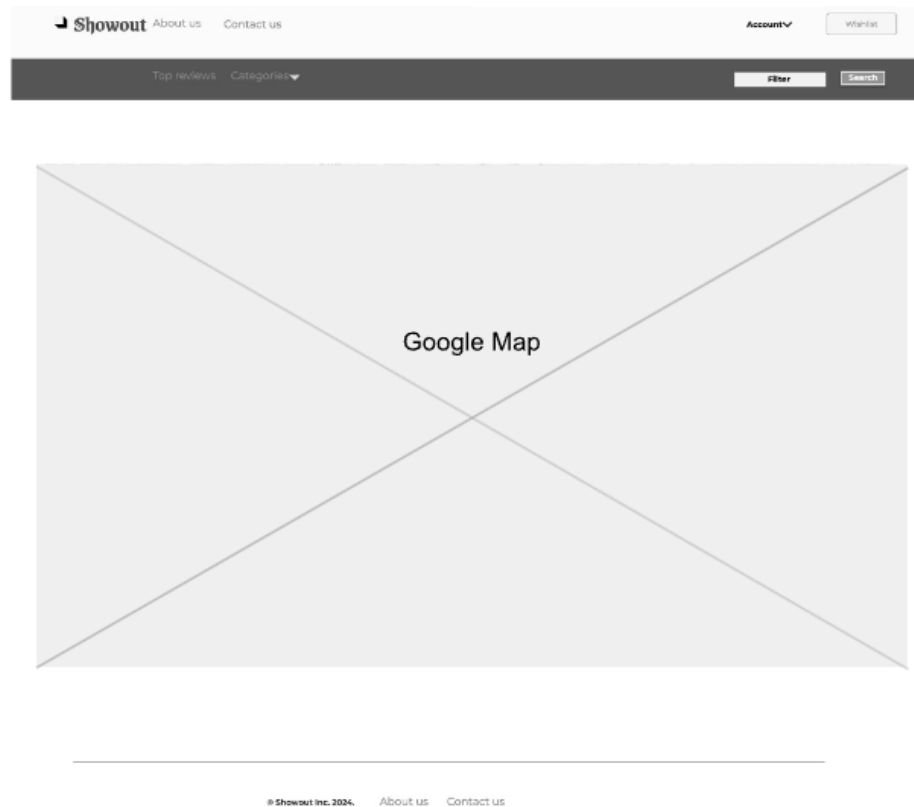 Showout About us Contact us Account Wishlist
Top reviews Categories Filter Search
Google Map
© Showout Inc. 2024. About us Contact us